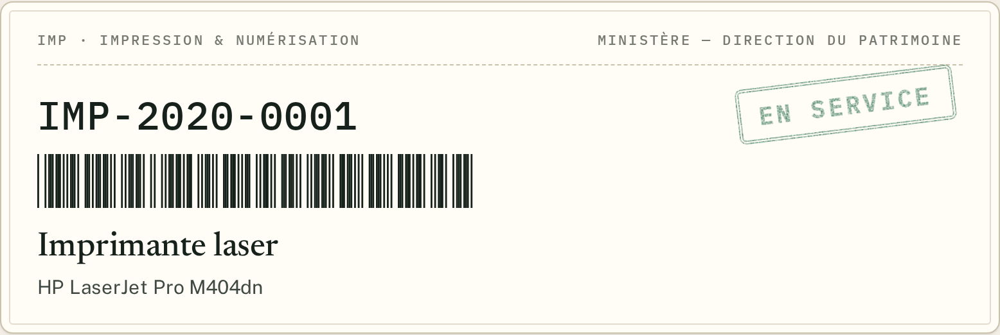 IMP · IMPRESSION & NUMÉRISATION
MINISTÈRE — DIRECTION DU PATRIMOINE
EN SERVICE
IMP-2020-0001
Imprimante laser
HP LaserJet Pro M404dn